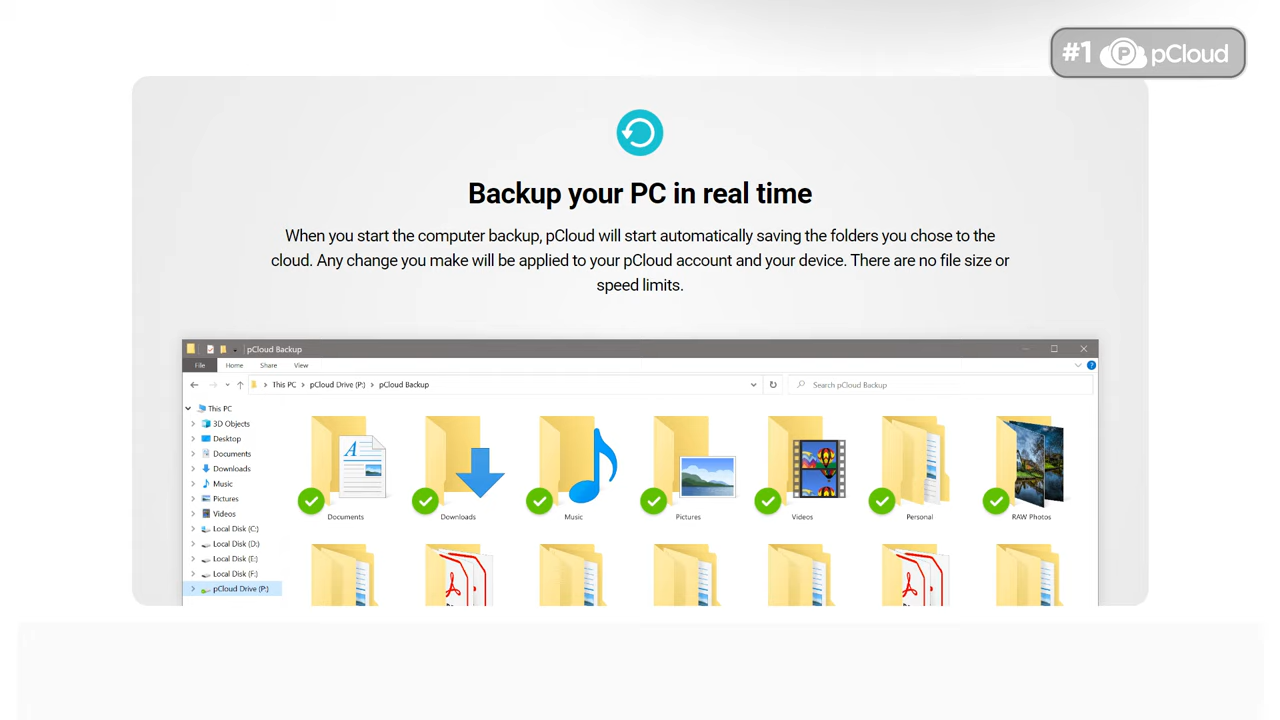 #1 pCloud
Backup your PC in real time
When you start the computer backup, pCloud will start automatically saving the folders you chose to the
cloud. Any change you make will be applied to your pCloud account and your device. There are no file size or
speed limits.
pCloud Backup
File Home Share View
This PC pCloud Drive (P:) pCloud Backup
Search pCloud Backup
This PC
3D Objects
Desktop
Documents
Downloads
Music
Pictures
Videos
Local Disk (C:)
Local Disk (D:)
Local Disk (E:)
Local Disk (F:)
pCloud Drive (P:)
Documents Downloads Music Pictures Videos Personal RAW Photos